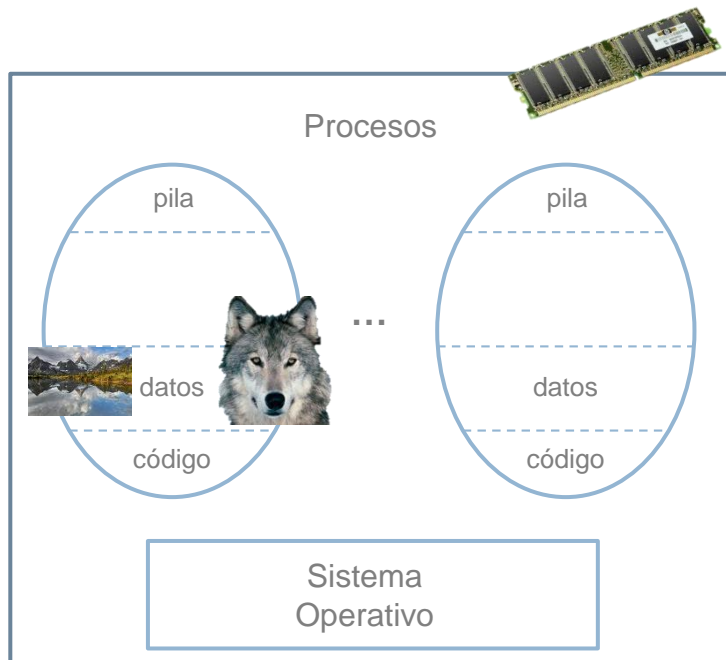 Procesos
pila
pila
...
datos
datos
código
código
Sistema
Operativo